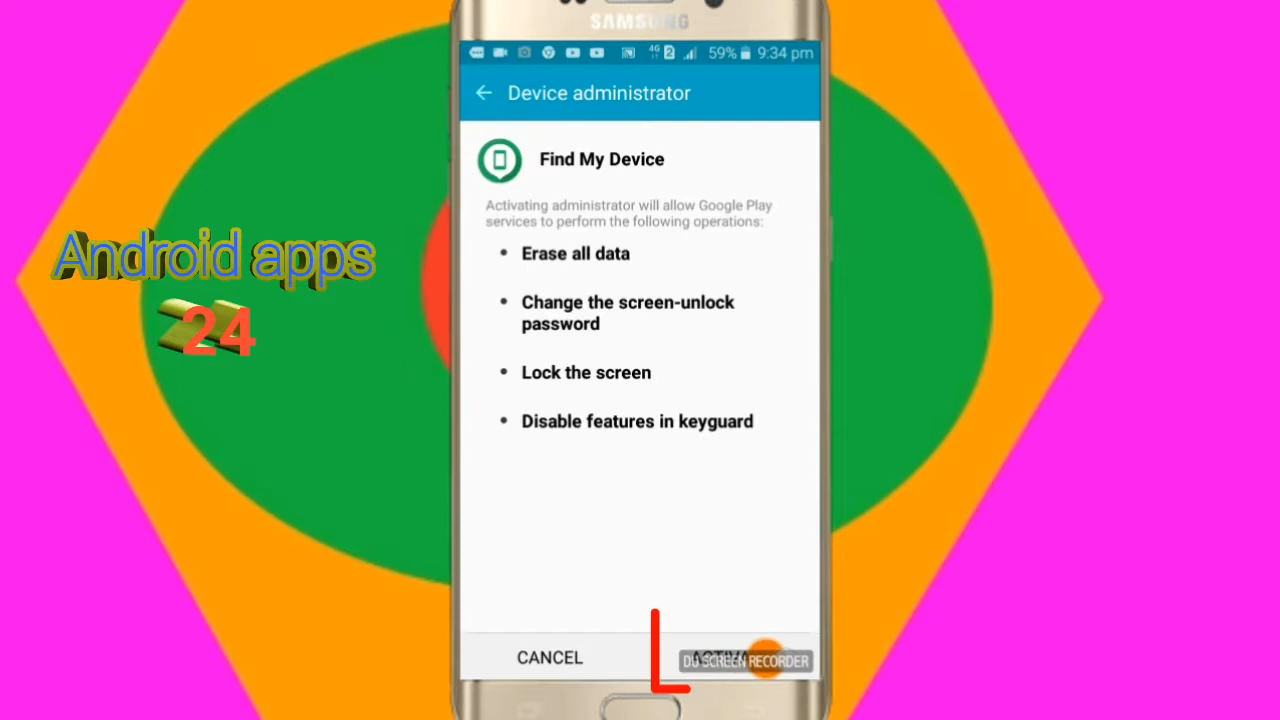 SAMSUNG
4G 2 59% 9:34 pm
Device administrator
Find My Device
Activating administrator will allow Google Play
services to perform the following operations:
• Erase all data
• Change the screen-unlock
password
• Lock the screen
• Disable features in keyguard
CANCEL
DU SCREEN RECORDER
Android apps
24